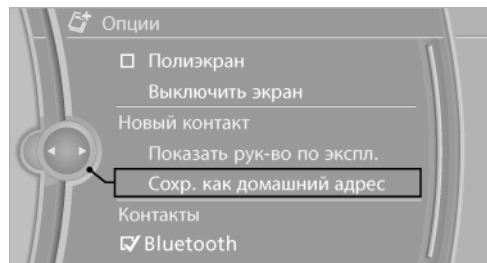 Опции
Полиэкран
Выключить экран
Новый контакт
Показать рук-во по экспл.
Сохр. как домашний адрес
Контакты
Bluetooth